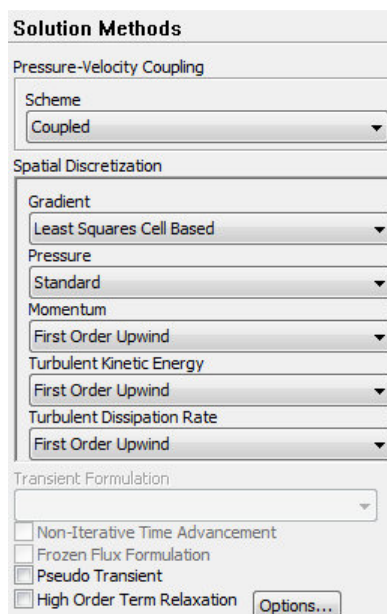 Solution Methods
Pressure-Velocity Coupling
Scheme
Coupled
Spatial Discretization
Gradient
Least Squares Cell Based
Pressure
Standard
Momentum
First Order Upwind
Turbulent Kinetic Energy
First Order Upwind
Turbulent Dissipation Rate
First Order Upwind
Transient Formulation
Non-Iterative Time Advancement
Frozen Flux Formulation
Pseudo Transient
High Order Term Relaxation Options...